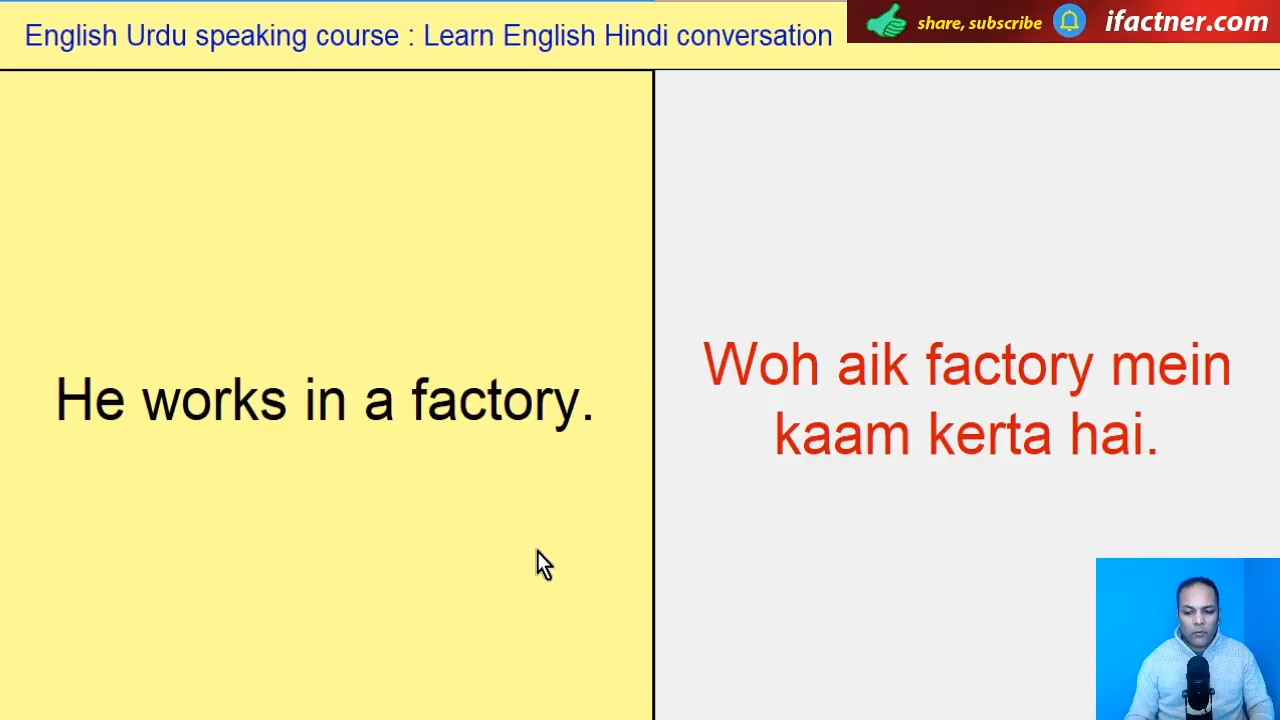 English Urdu speaking course : Learn English Hindi conversation
share, subscribe
ifactner.com
He works in a factory.
Woh aik factory mein
kaam kerta hai.